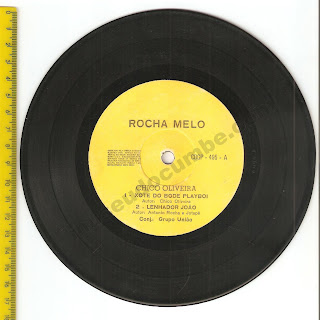 ROCHA MELO
- 495 - A
CHICO OLIVEIRA
1 - XOTE DO BODE PLAYBOI
Autor: Chico Oliveira
2 - LENHADOR JOÃO
Autor: Antonio Rocha e
Conj. Grupo União